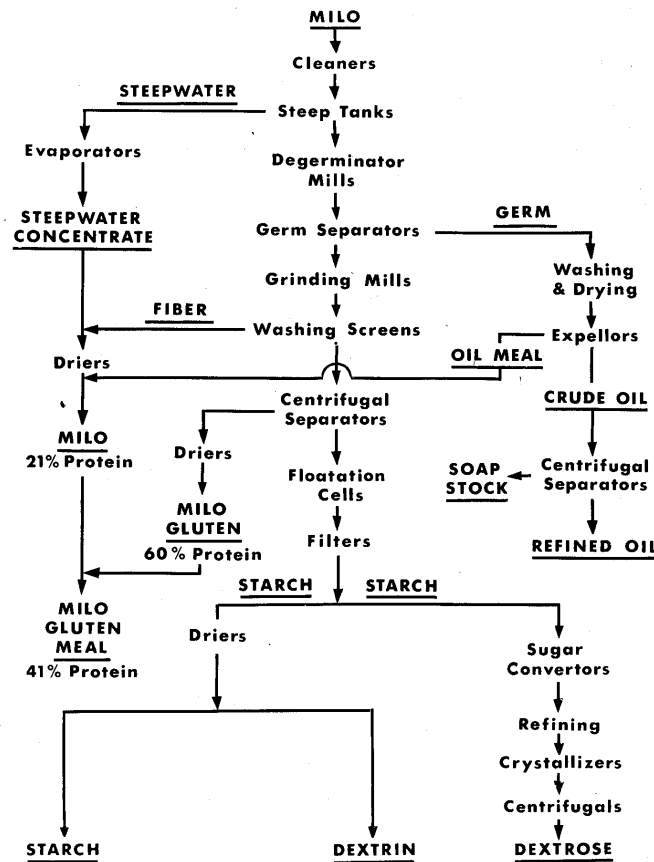 MILO
Cleaners
STEEPWATER
Steep Tanks
Evaporators
Degerminator
Mills
STEEPWATER
CONCENTRATE
Germ Separators
GERM
Washing
& Drying
Grinding Mills
FIBER
Washing Screens
Expellors
OIL MEAL
Driers
CRUDE OIL
Centrifugal
Separators
MILO
21% Protein
Driers
Floatation
Cells
SOAP
STOCK
Centrifugal
Separators
MILO
GLUTEN
60% Protein
Filters
REFINED OIL
STARCH
STARCH
MILO
GLUTEN
MEAL
41% Protein
Driers
Sugar
Convertors
Refining
Crystallizers
Centrifugals
STARCH
DEXTRIN
DEXTROSE